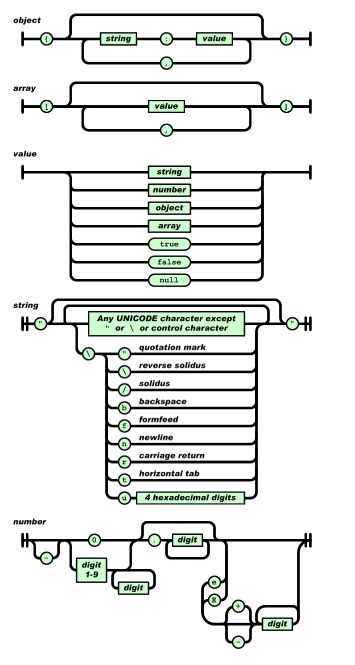 object
{ string : value }
,
array
[ value ]
,
value
string
number
object
array
true
false
null
string
" Any UNICODE character except "
" or \ or control character
\ " quotation mark
\ reverse solidus
/ solidus
b backspace
f formfeed
n newline
r carriage return
t horizontal tab
u 4 hexadecimal digits
number
0 . digit
-
digit
1-9
digit
e
E +
digit
-